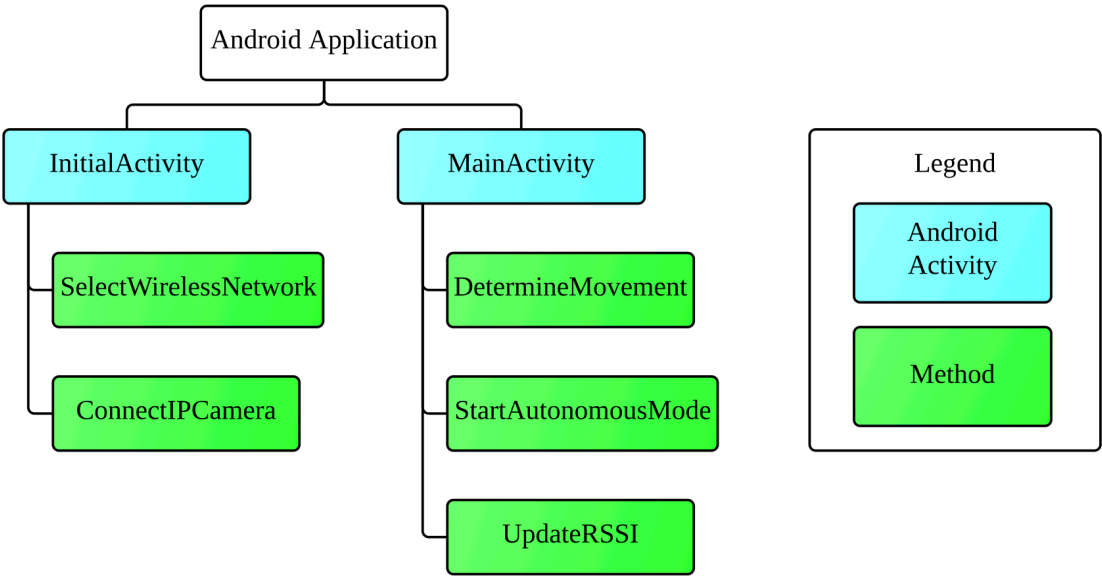 Android Application
InitialActivity
MainActivity
Legend
Android
Activity
SelectWirelessNetwork
DetermineMovement
Method
ConnectIPCamera
StartAutonomousMode
UpdateRSSI